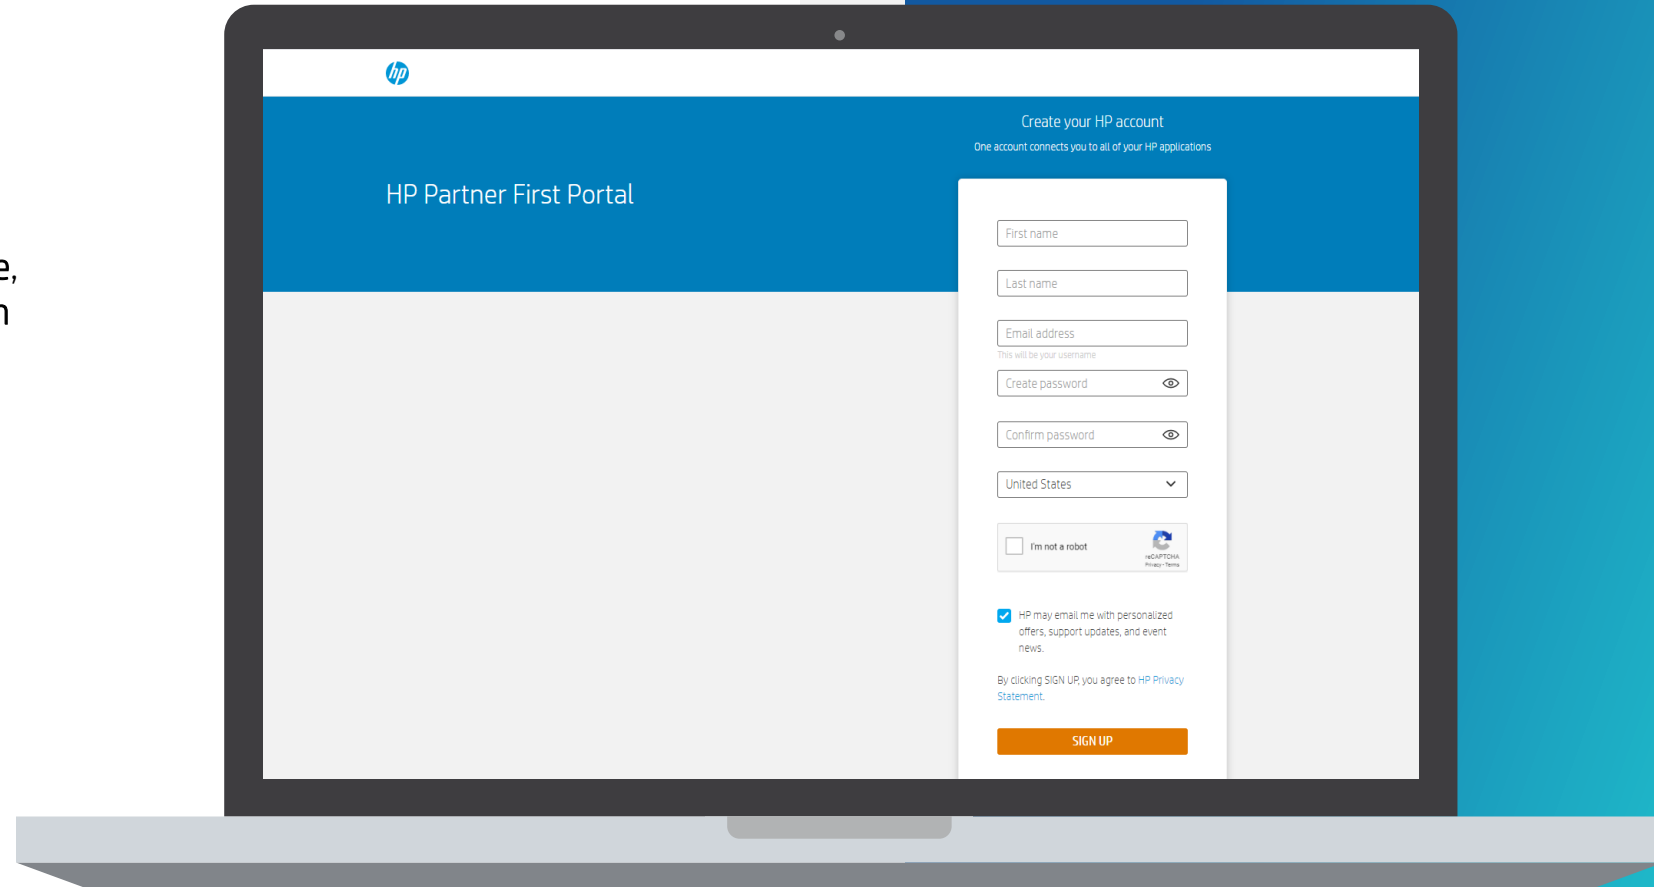 hp
Create your HP account
One account connects you to all of your HP applications
HP Partner First Portal
First name
e,
Last name
n
Email address
This will be your username
Create password
Confirm password
United States
I'm not a robot
reCAPTCHA
Privacy - Terms
HP may email me with personalized
offers, support updates, and event
news.
By clicking SIGN UP, you agree to HP Privacy
Statement.
SIGN UP